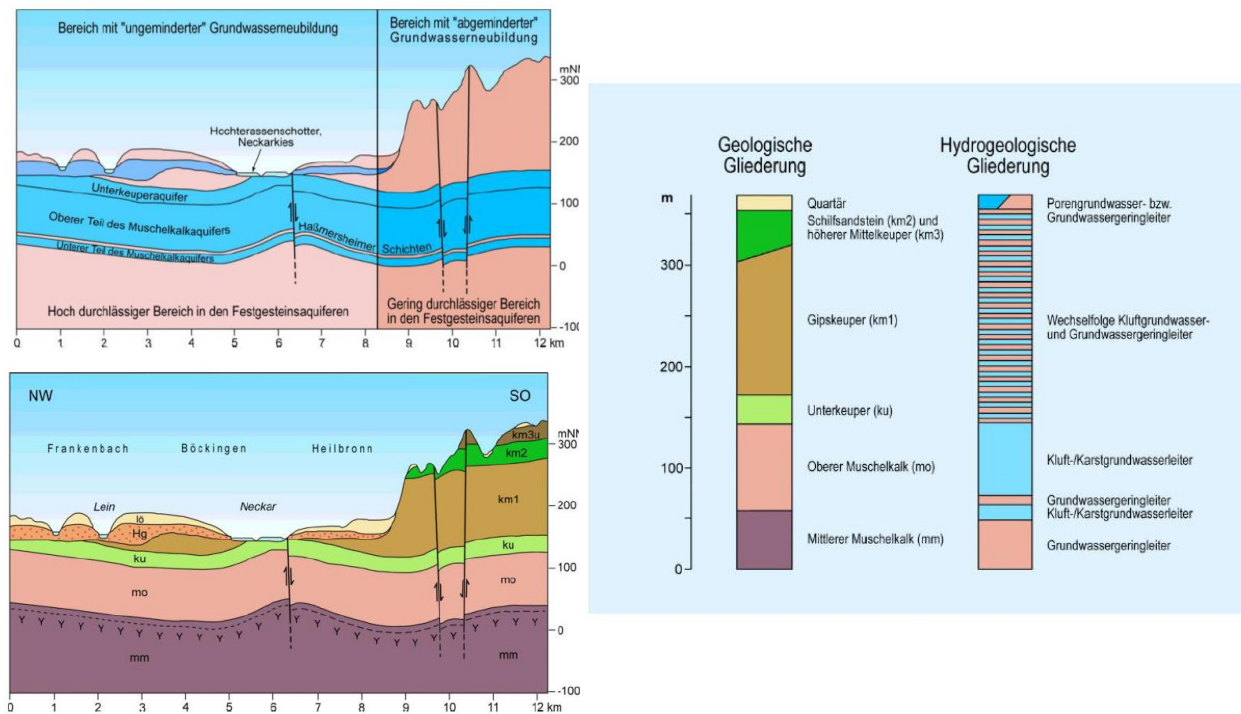 Bereich mit "ungeminderter" Grundwasserneubildung
Bereich mit "abgeminderter"
Grundwasserneubildung
mNN
300
200
100
0
-100
Hochterassenschotter,
Neckarkies
Unterkeuperaquifer
Oberer Teil des Muschelkalkaquifers
Haßmersheimer Schichten
Unterer Teil des Muschelkalkaquifers
Hoch durchlässiger Bereich in den Festgesteinsaquiferen
Gering durchlässiger Bereich
in den Festgesteinsaquiferen
0 1 2 3 4 5 6 7 8 9 10 11 12 km
NW
SO
Frankenbach
Böckingen
Heilbronn
Lein
Neckar
mNN
300
200
100
0
-100
km3u
km2
km1
ku
mo
mm
lö
Hg
ku
mo
mm
0 1 2 3 4 5 6 7 8 9 10 11 12 km
Geologische
Gliederung
m
300
200
100
0
Quartär
Schilfsandstein (km2) und
höherer Mittelkeuper (km3)
Gipskeuper (km1)
Unterkeuper (ku)
Oberer Muschelkalk (mo)
Mittlerer Muschelkalk (mm)
Hydrogeologische
Gliederung
Porengrundwasser- bzw.
Grundwassergeringleiter
Wechselfolge Kluftgrundwasser-
und Grundwassergeringleiter
Kluft-/Karstgrundwasserleiter
Grundwassergeringleiter
Kluft-/Karstgrundwasserleiter
Grundwassergeringleiter